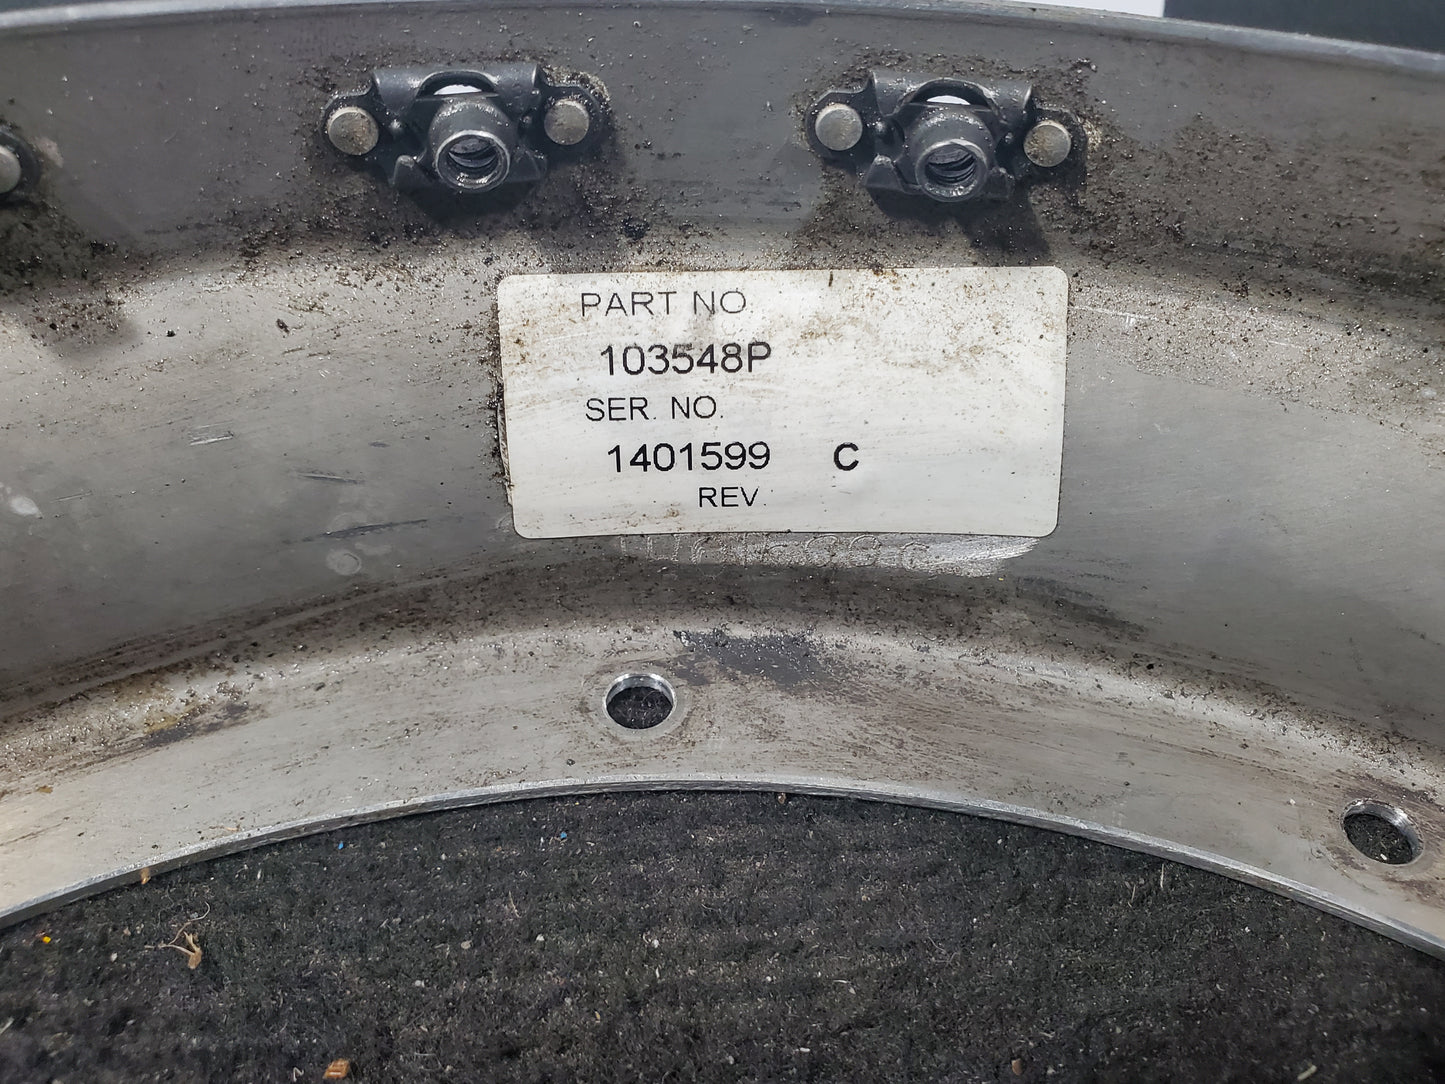 PART NO.
103548P
SER. NO.
1401599 C
REV.